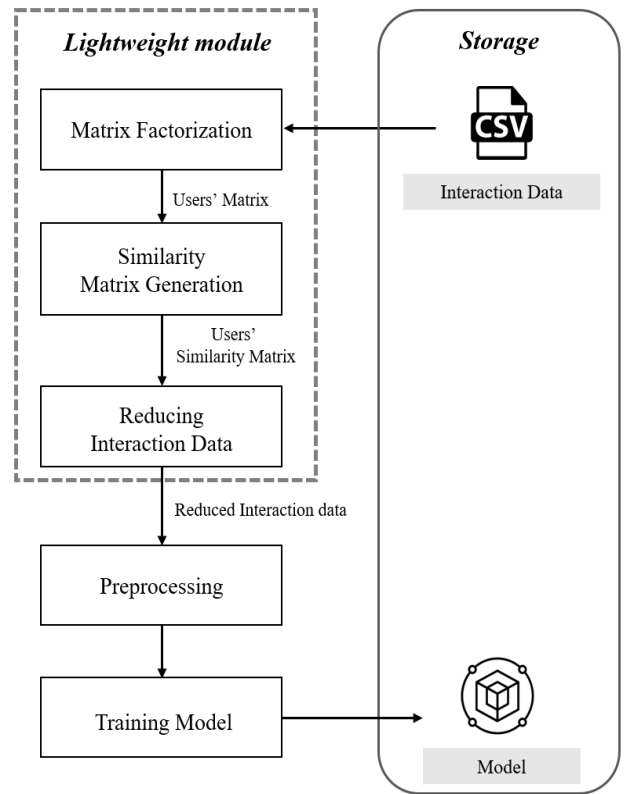 Lightweight module
Storage
Matrix Factorization
CSV
Interaction Data
Users' Matrix
Similarity
Matrix Generation
Users'
Similarity Matrix
Reducing
Interaction Data
Reduced Interaction data
Preprocessing
Training Model
Model